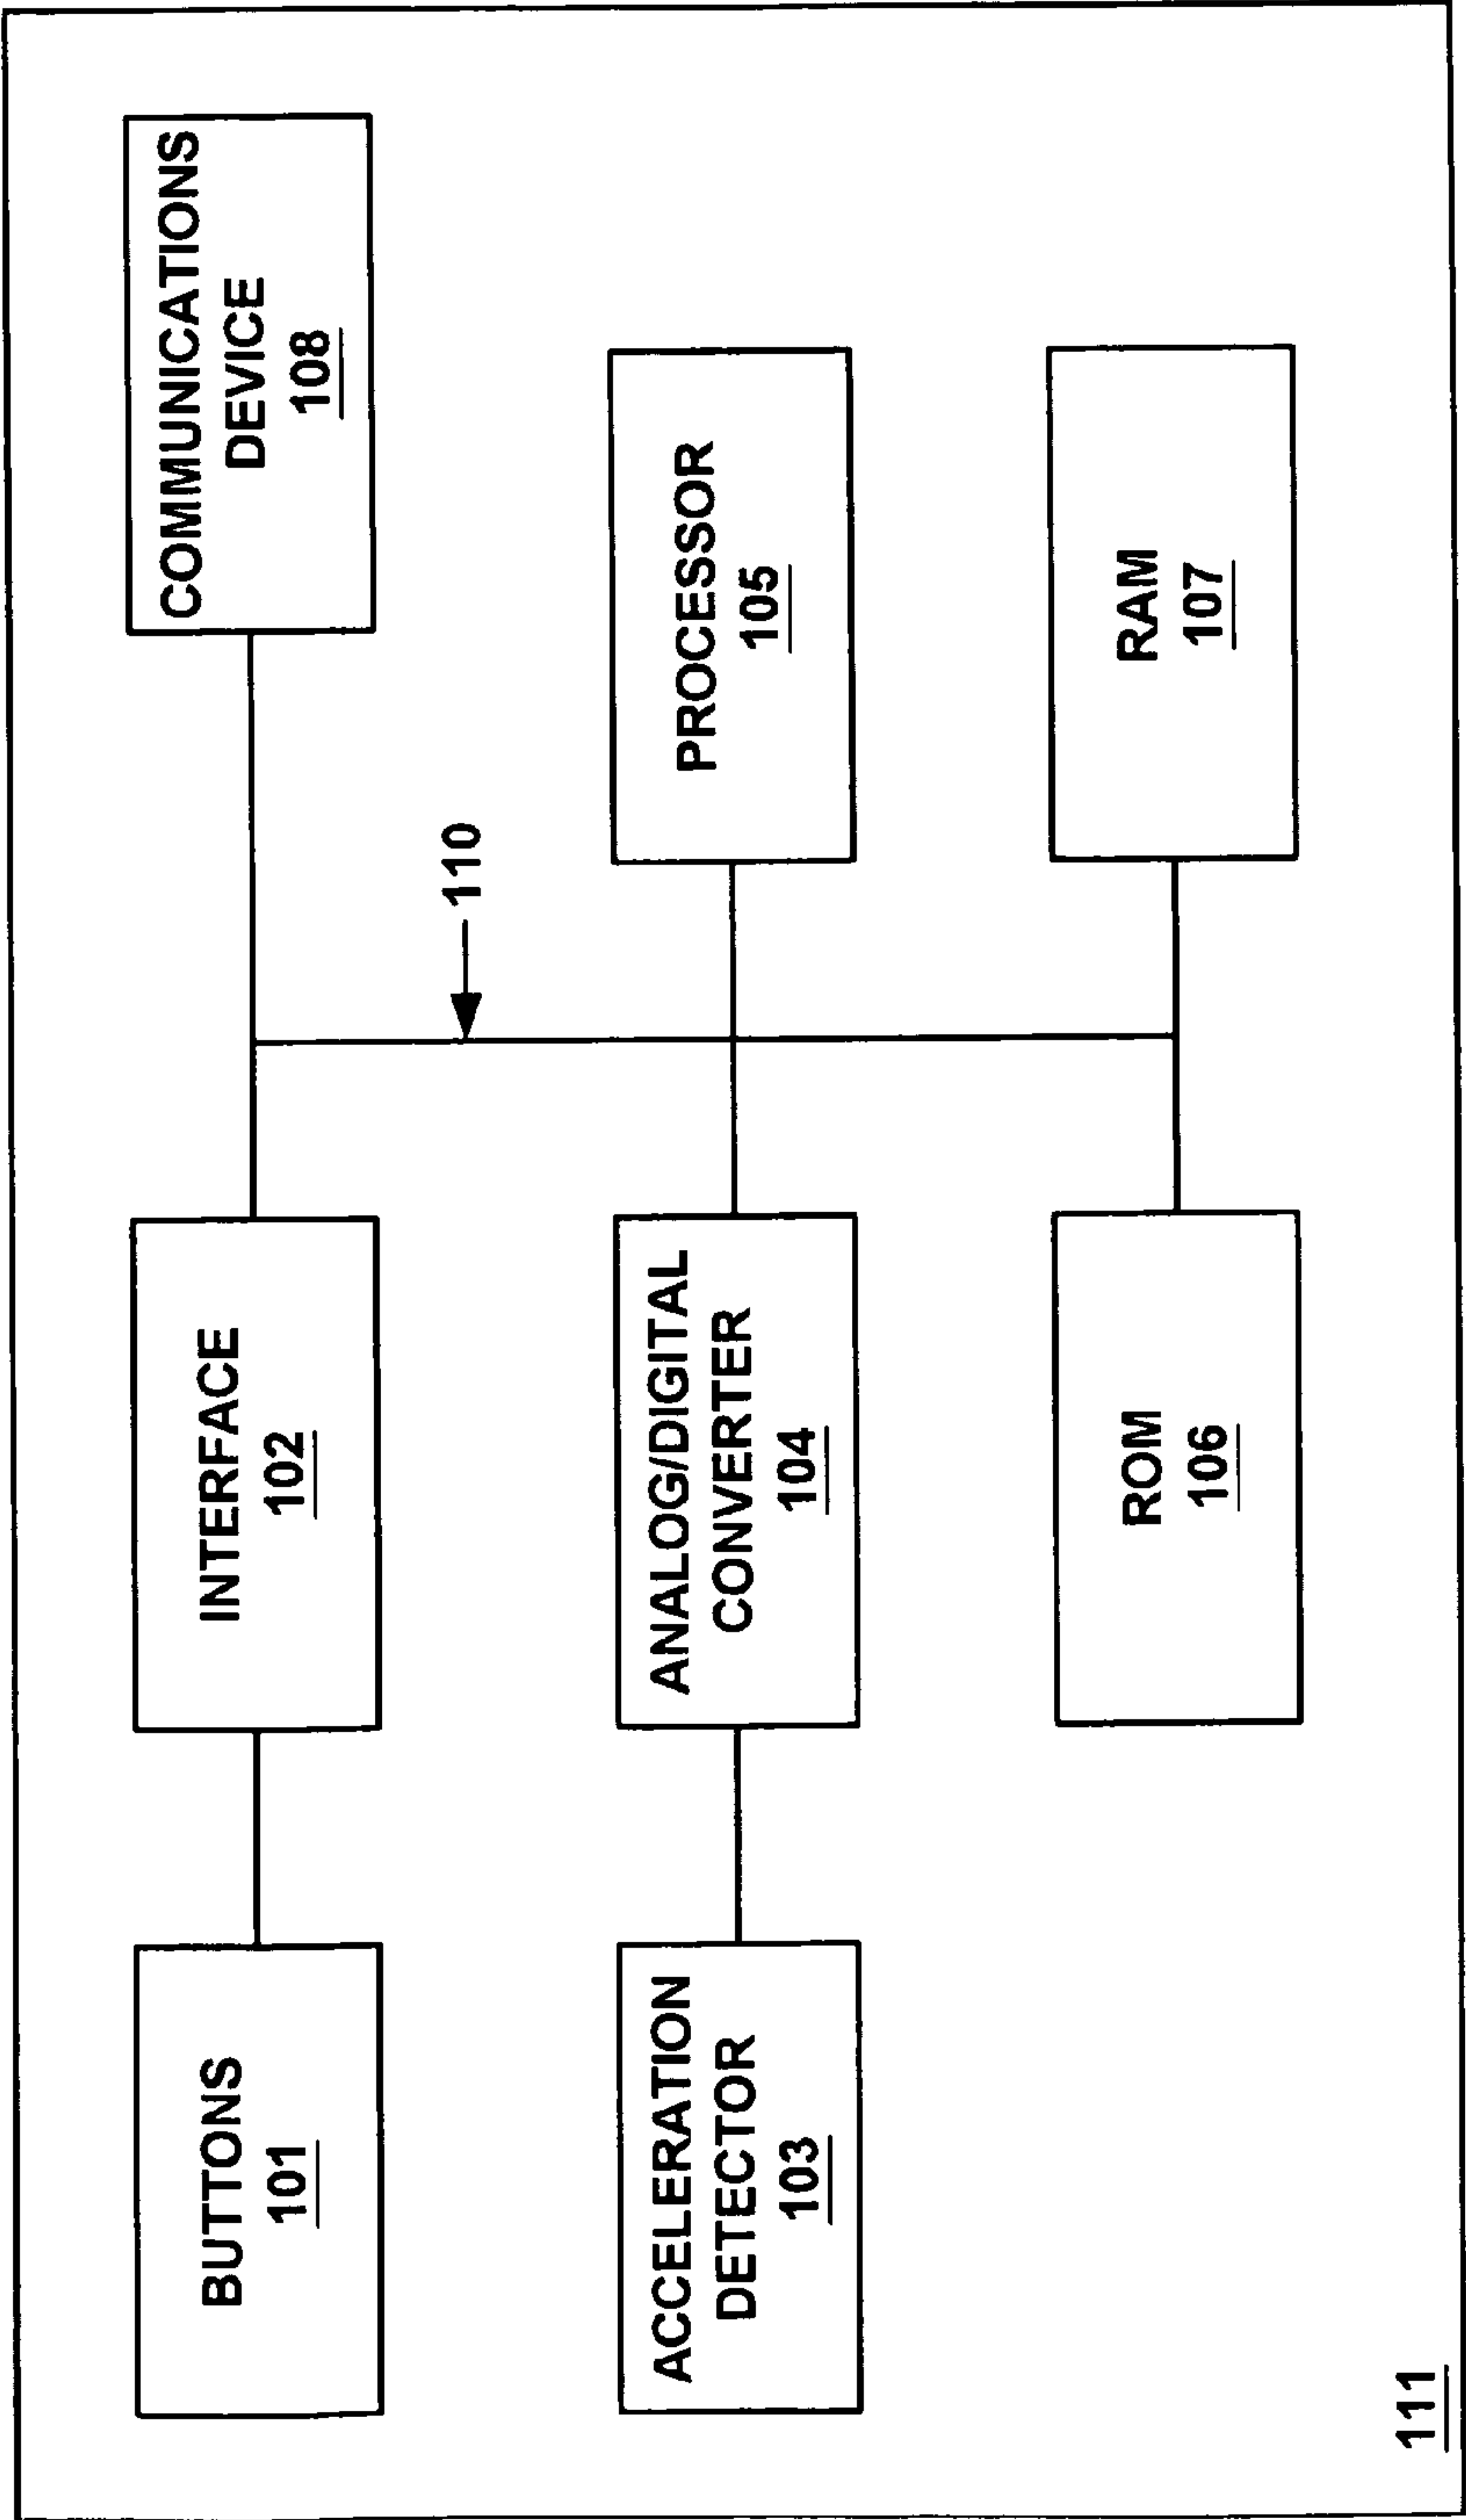 BUTTONS
101
INTERFACE
102
COMMUNICATIONS
DEVICE
108
110
ACCELERATION
DETECTOR
103
ANALOG/DIGITAL
CONVERTER
104
PROCESSOR
105
ROM
106
RAM
107
111